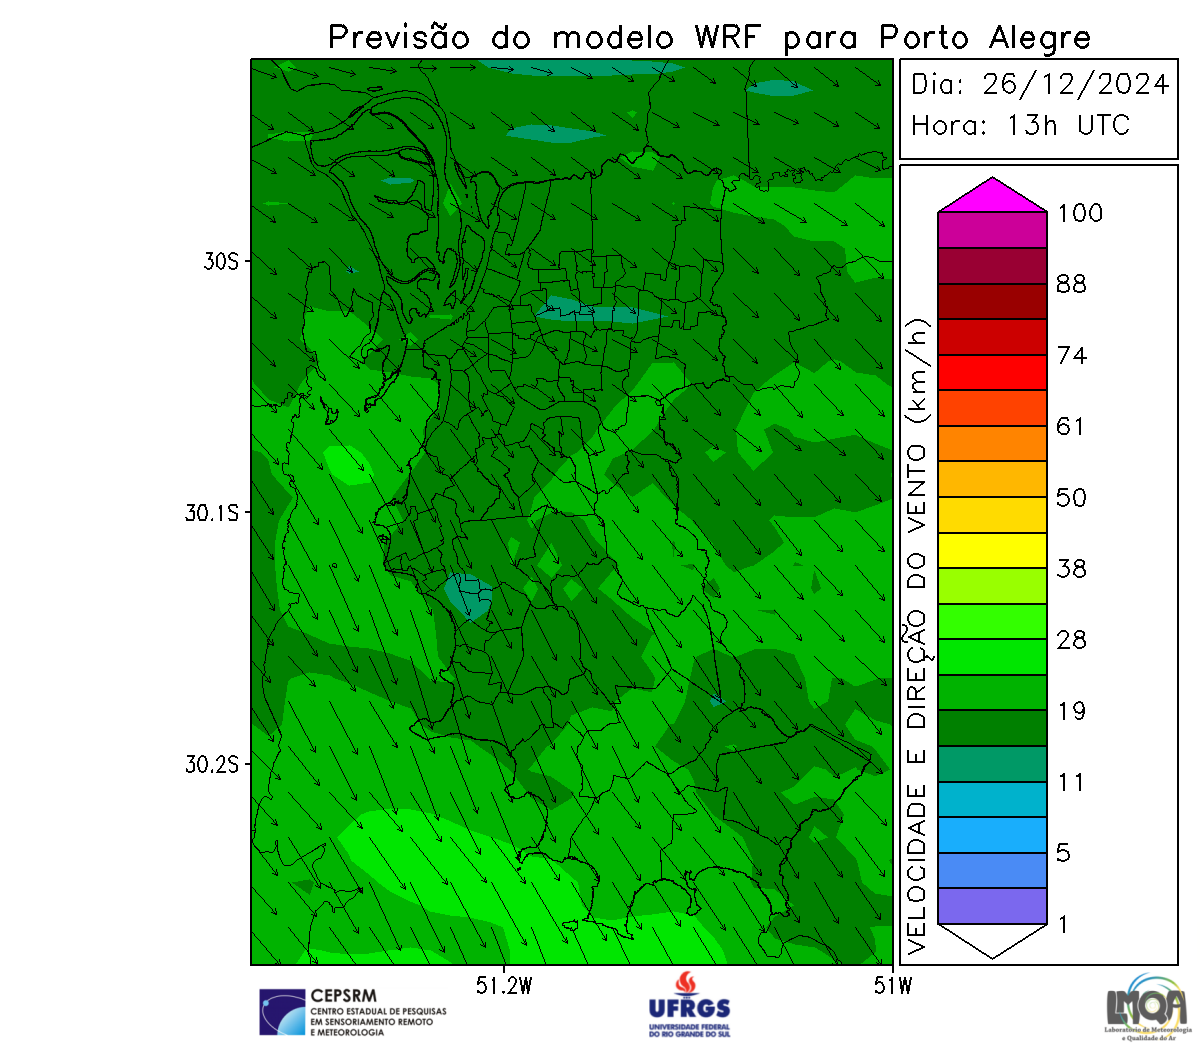 Previsão do modelo WRF para Porto Alegre
Dia: 26/12/2024
Hora: 13h UTC
30S
30.1S
30.2S
51.2W
51W
VELOCIDADE E DIREÇÃO DO VENTO (km/h)
100
88
74
61
50
38
28
19
11
5
1
CEPSRM
CENTRO ESTADUAL DE PESQUISAS
EM SENSORIAMENTO REMOTO
E METEOROLOGIA
UFRGS
UNIVERSIDADE FEDERAL
DO RIO GRANDE DO SUL
LMQA
Laboratório de Meteorologia
e Qualidade do Ar